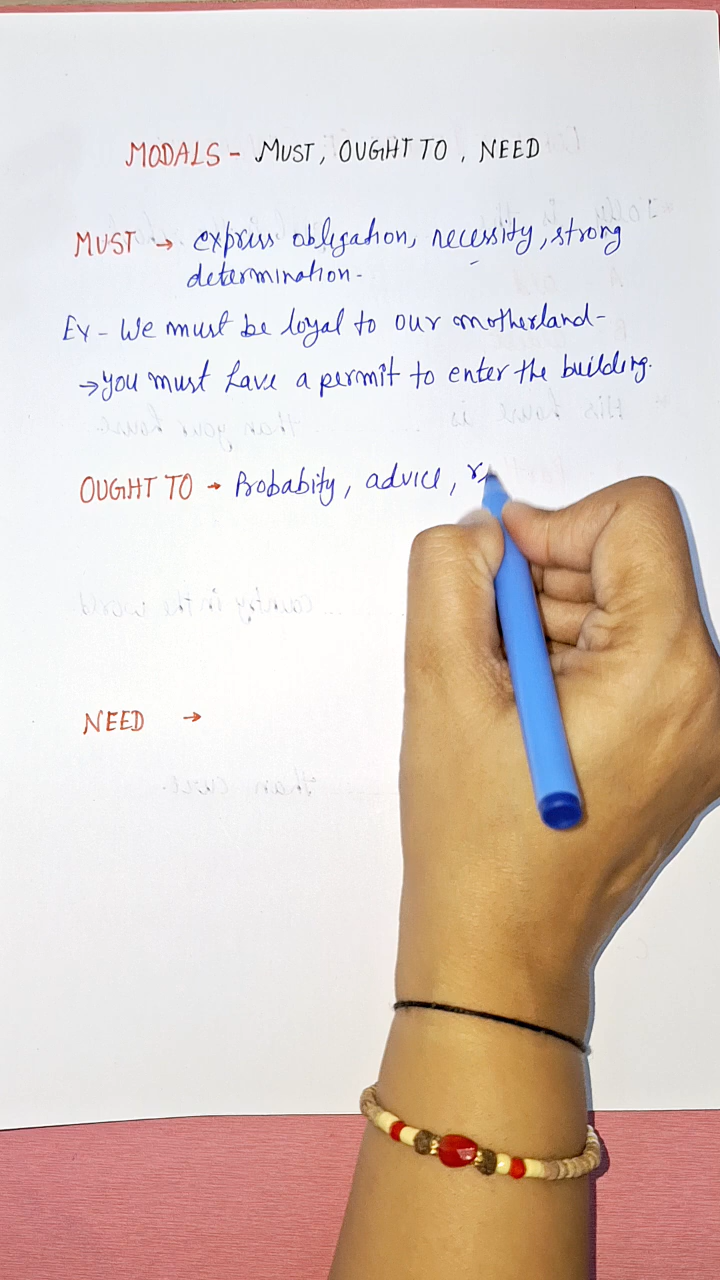 MODALS - MUST, OUGHT TO, NEED
MUST → express obligation, necessity, strong
determination.
Ex - We must be loyal to our motherland-
→ you must have a permit to enter the building.
OUGHT TO → Probabity, advice,
NEED →